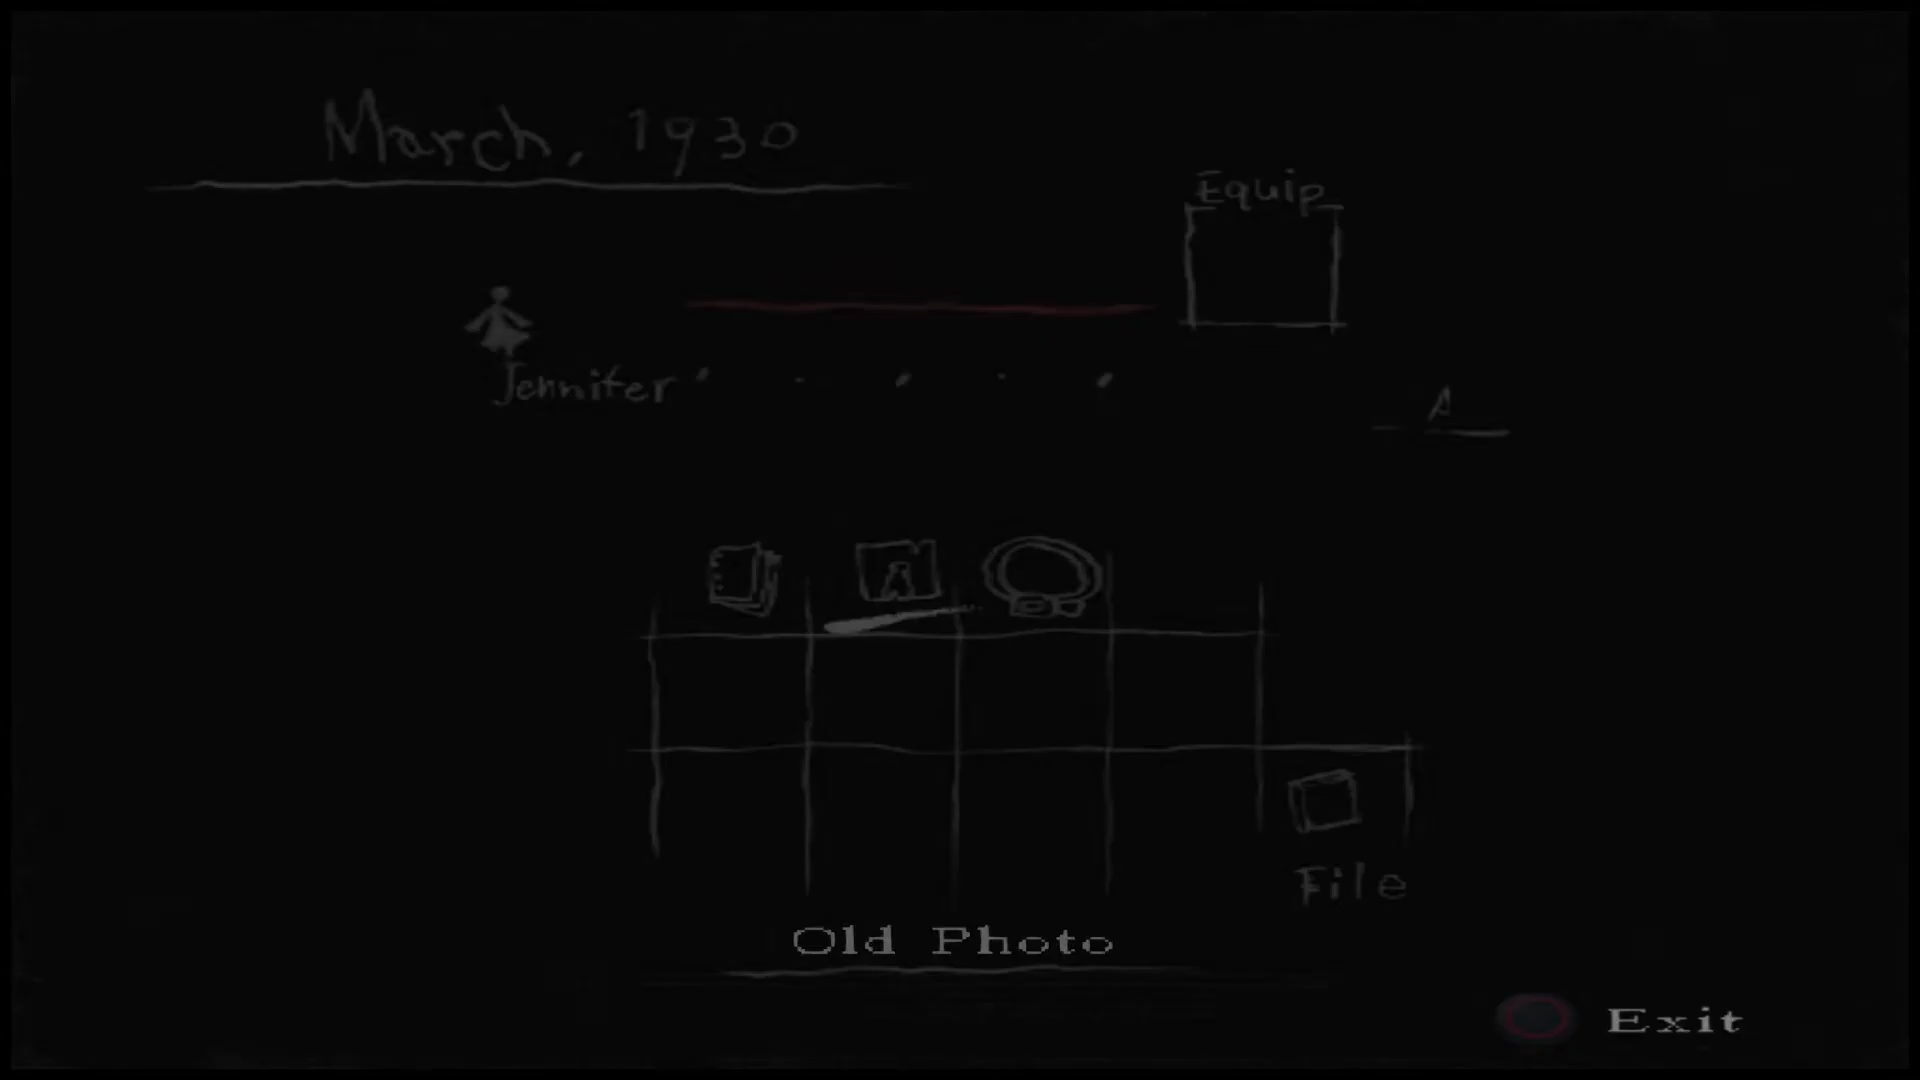 March, 1930
Equip
Jennifer
A
File
Old Photo
Exit